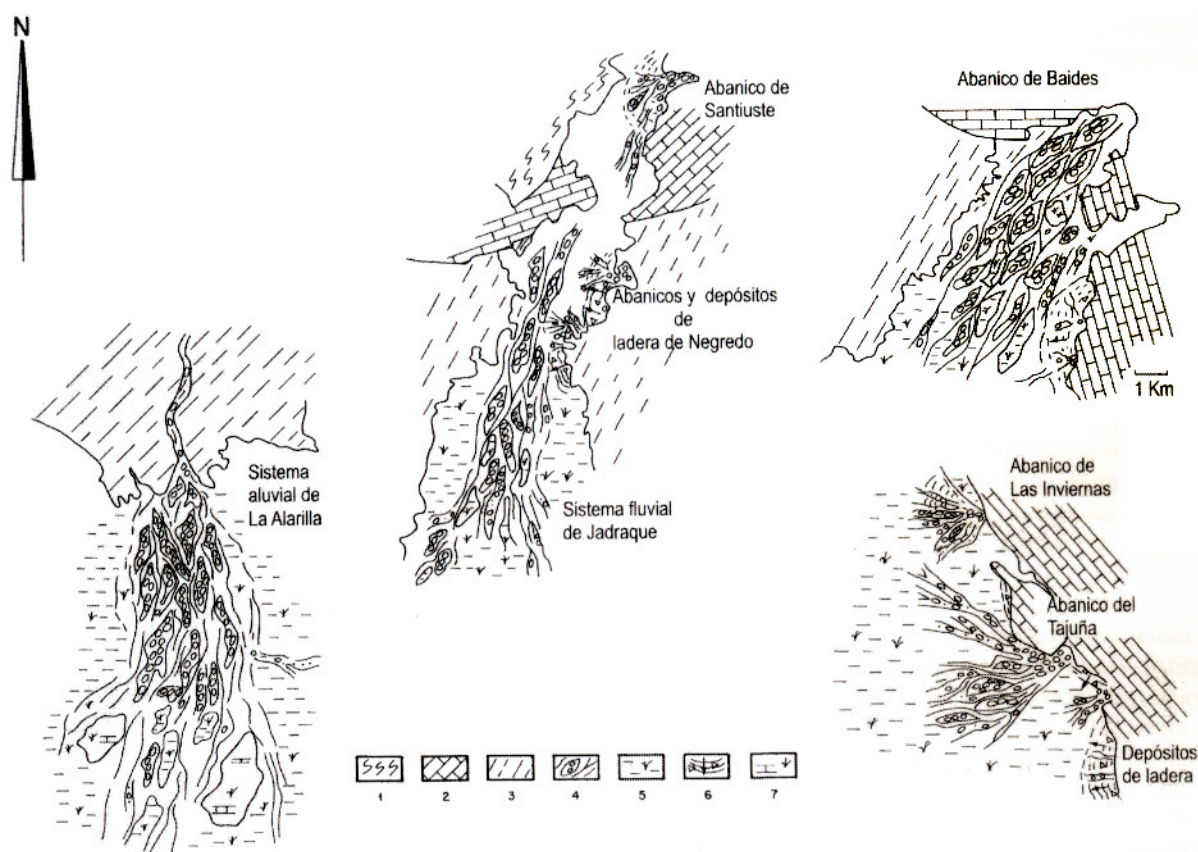 N
Abanico de
Santiuste
Abanico de Baides
Abanicos y depósitos
de
ladera de Negredo
1 Km
Sistema
aluvial de
La Alarilla
Sistema fluvial
de Jadraque
Abanico de
Las Inviernas
Abanico del
Tajuña
Depósitos
de ladera
1 2 3 4 5 6 7